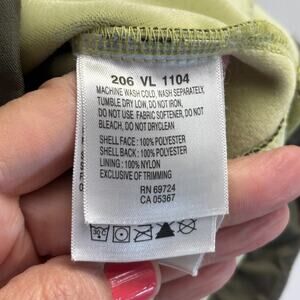 206 VL 1104
MACHINE WASH COLD, WASH SEPARATELY,
TUMBLE DRY LOW, DO NOT IRON,
DO NOT USE FABRIC SOFTENER, DO NOT
BLEACH, DO NOT DRYCLEAN
SHELL FACE: 100% POLYESTER
SHELL BACK: 100% POLYESTER
LINING: 100% NYLON
EXCLUSIVE OF TRIMMING
RN 69724
CA 05367